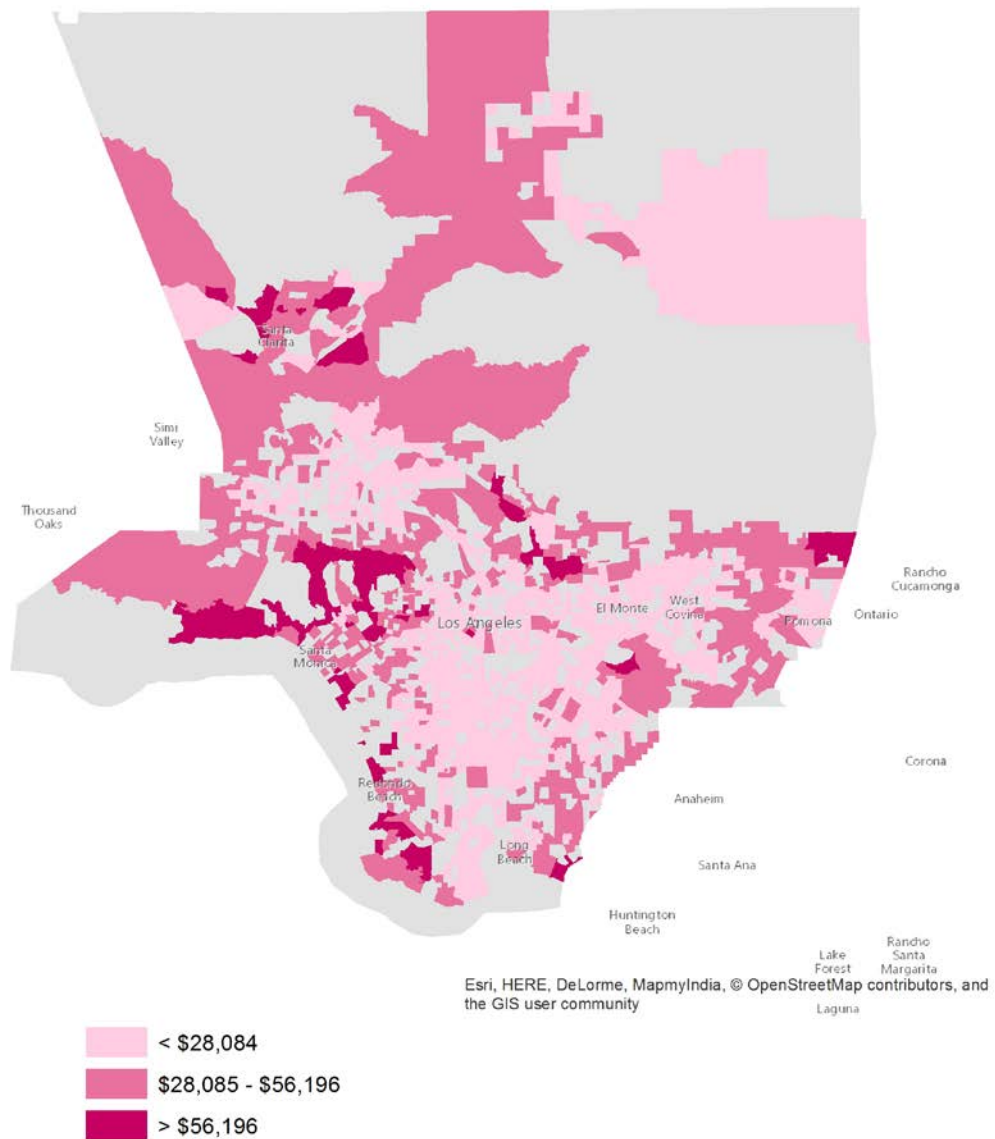 Santa
Clarita
Simi
Valley
Thousand
Oaks
Rancho
Cucamonga
El Monte
West
Covina
Ontario
Los Angeles
Pomona
Santa
Monica
Corona
Redondo
Beach
Anaheim
Long
Beach
Santa Ana
Huntington
Beach
Lake
Forest
Rancho
Santa
Margarita
Esri, HERE, DeLorme, MapmyIndia, © OpenStreetMap contributors, and
the GIS user community
Laguna
< $28,084
$28,085 - $56,196
> $56,196